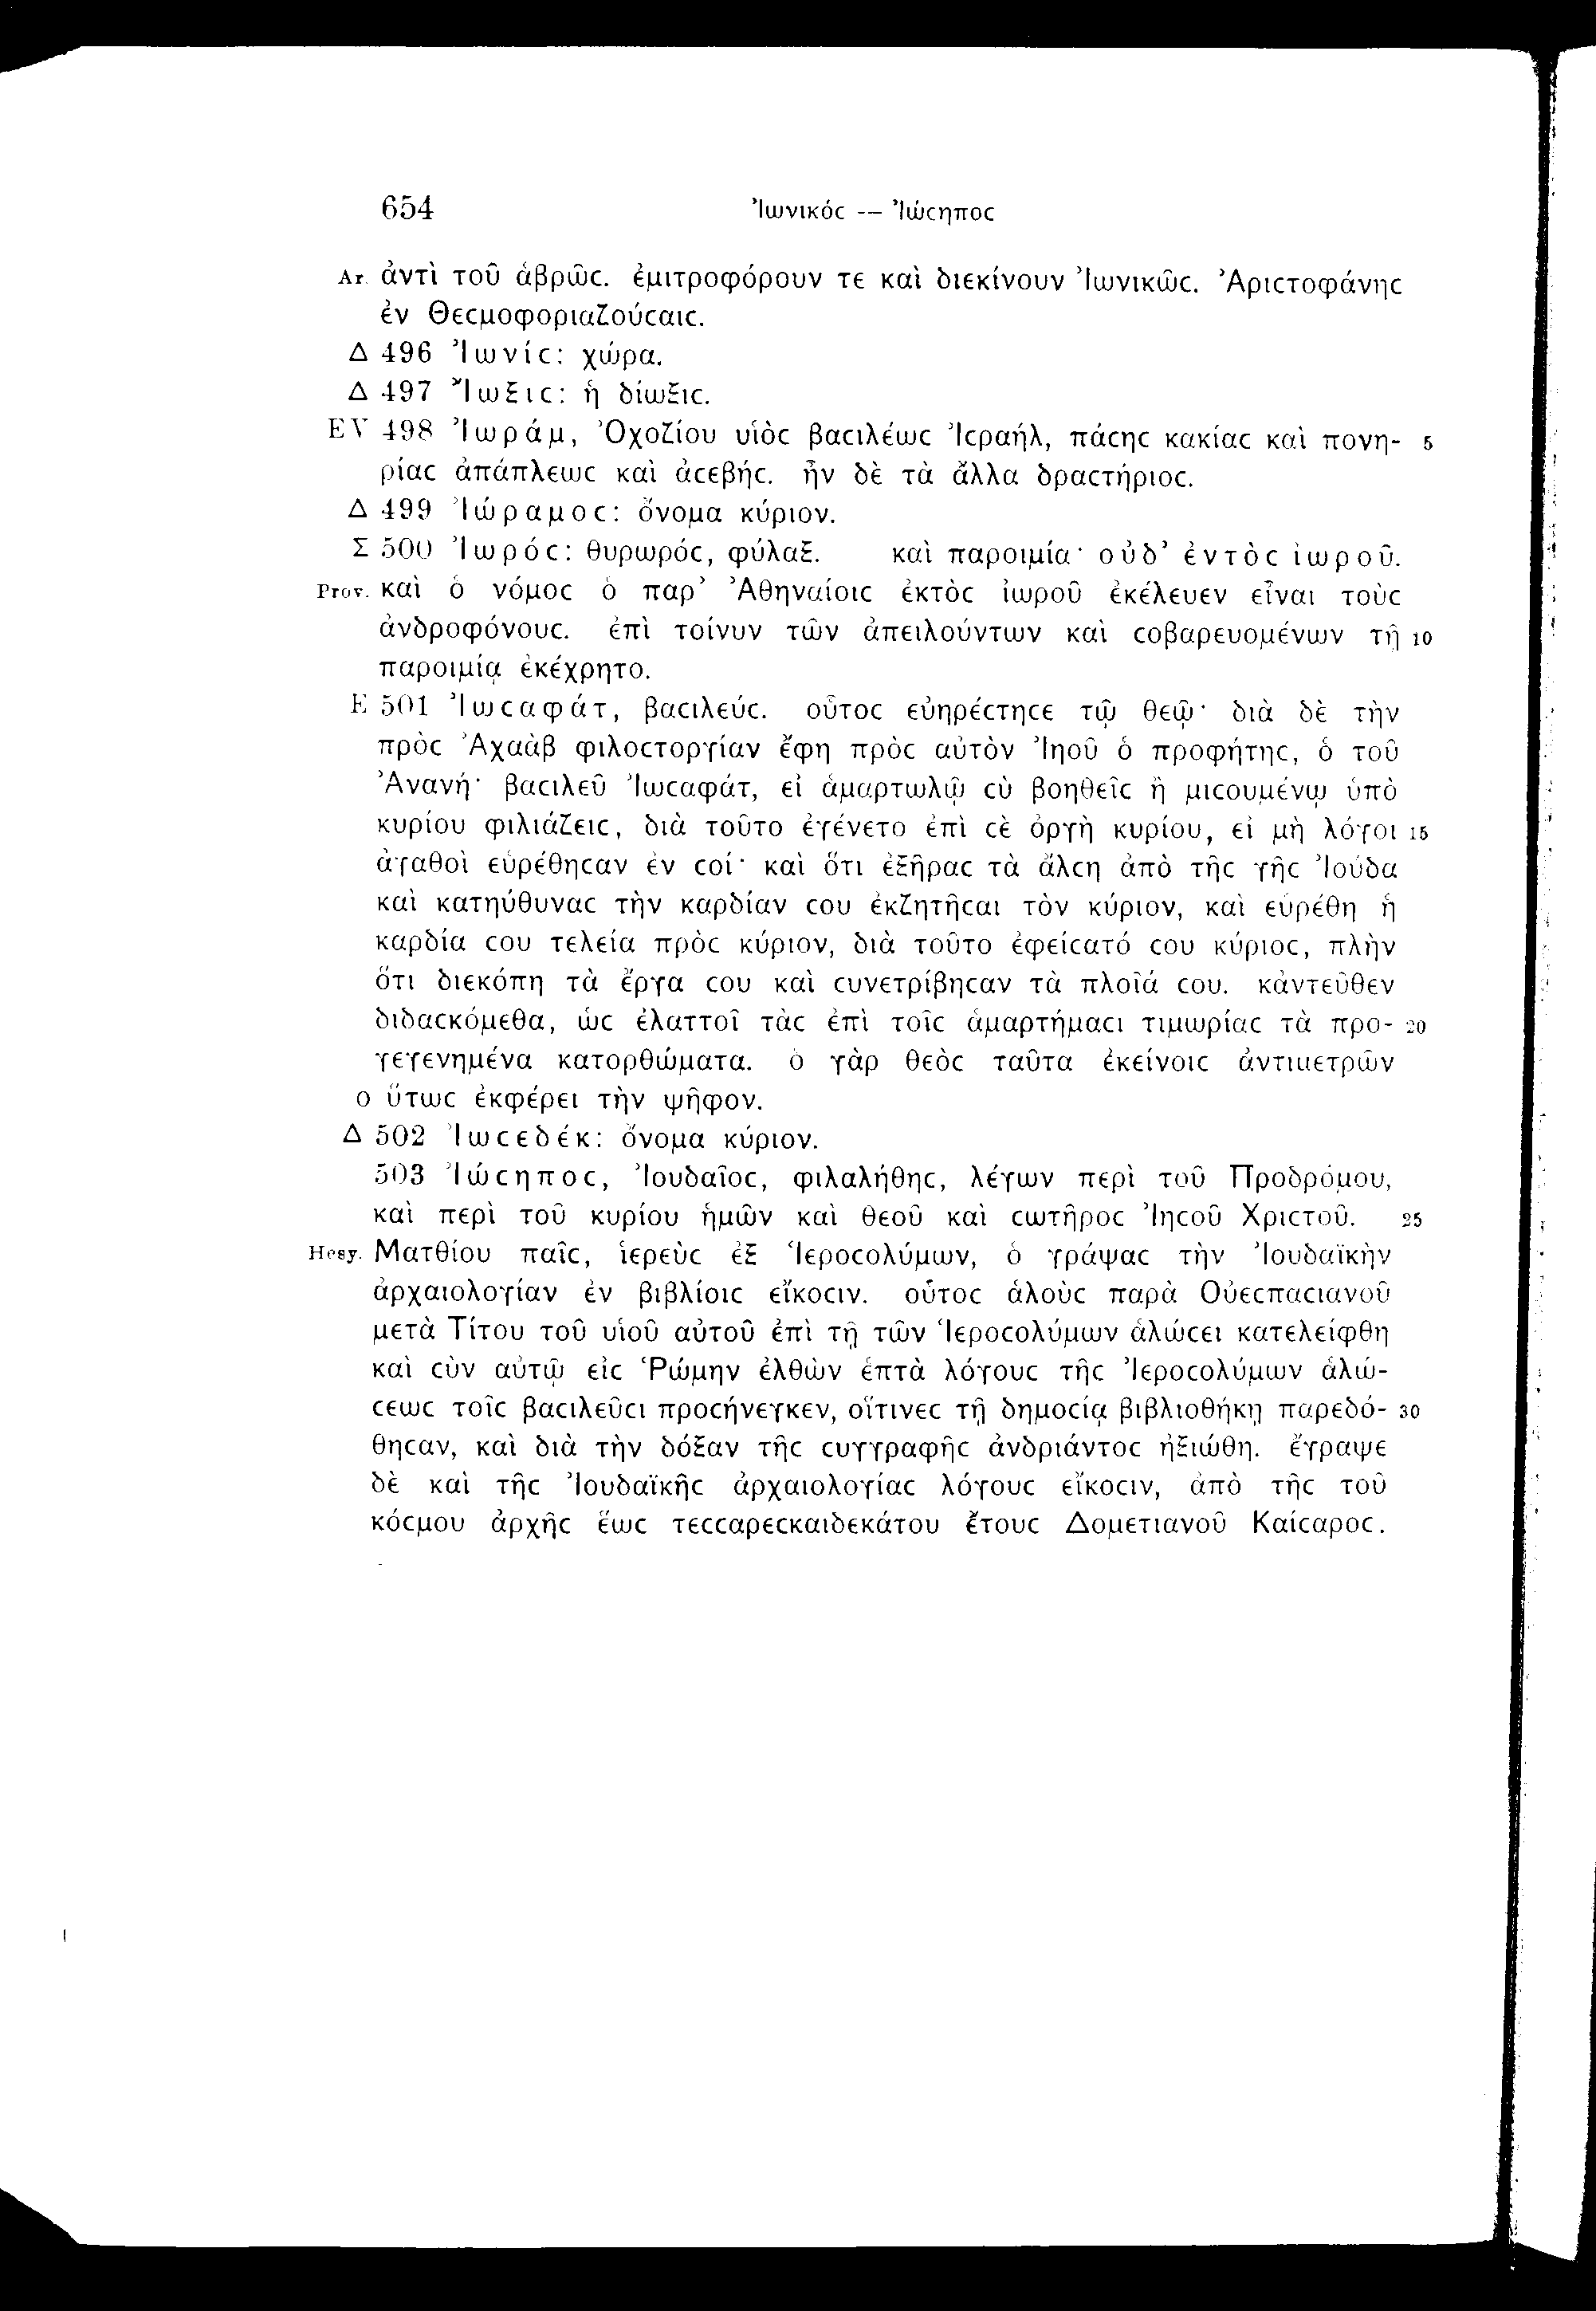 654 Ἰωνικόϲ — Ἰώϲηποϲ
Ar. ἀντὶ τοῦ ἁβρῶϲ. ἐμιτροφόρουν τε καὶ διεκίνουν Ἰωνικῶϲ. Ἀριϲτοφάνηϲ
ἐν Θεϲμοφοριαζούϲαιϲ.
Δ 496 Ἰωνίϲ: χώρα.
Δ 497 Ἴωξιϲ: ἡ δίωξιϲ.
EV 498 Ἰωράμ, Ὀχοζίου υἱὸϲ βαϲιλέωϲ Ἰϲραήλ, πάϲηϲ κακίαϲ καὶ πονη- 5
ρίαϲ ἀπάπλεωϲ καὶ ἀϲεβήϲ. ἦν δὲ τὰ ἄλλα δραϲτήριοϲ.
Δ 499 Ἰώραμοϲ: ὄνομα κύριον.
Σ 500 Ἰωρόϲ: θυρωρόϲ, φύλαξ. καὶ παροιμία· οὐδ’ ἐντὸϲ ἰωροῦ.
Prov. καὶ ὁ νόμοϲ ὁ παρ’ Ἀθηναίοιϲ ἐκτὸϲ ἰωροῦ ἐκέλευεν εἶναι τοὺϲ
ἀνδροφόνουϲ. ἐπὶ τοίνυν τῶν ἀπειλούντων καὶ ϲοβαρευομένων τῇ 10
παροιμίᾳ ἐκέχρητο.
E 501 Ἰωϲαφάτ, βαϲιλεύϲ. οὗτοϲ εὐηρέϲτηϲε τῷ θεῷ· διὰ δὲ τὴν
πρὸϲ Ἀχαὰβ φιλοϲτοργίαν ἔφη πρὸϲ αὐτὸν Ἰηοῦ ὁ προφήτηϲ, ὁ τοῦ
Ἀνανή· βαϲιλεῦ Ἰωϲαφάτ, εἰ ἁμαρτωλῷ ϲὺ βοηθεῖϲ ἢ μιϲουμένῳ ὑπὸ
κυρίου φιλιάζειϲ, διὰ τοῦτο ἐγένετο ἐπὶ ϲὲ ὀργὴ κυρίου, εἰ μὴ λόγοι 15
ἀγαθοὶ εὑρέθηϲαν ἐν ϲοί· καὶ ὅτι ἐξῆραϲ τὰ ἄλϲη ἀπὸ τῆϲ γῆϲ Ἰούδα
καὶ κατηύθυναϲ τὴν καρδίαν ϲου ἐκζητῆϲαι τὸν κύριον, καὶ εὑρέθη ἡ
καρδία ϲου τελεία πρὸϲ κύριον, διὰ τοῦτο ἐφείϲατό ϲου κύριοϲ, πλὴν
ὅτι διεκόπη τὰ ἔργα ϲου καὶ ϲυνετρίβηϲαν τὰ πλοῖά ϲου. κἀντεῦθεν
διδαϲκόμεθα, ὡϲ ἐλαττοῖ τὰϲ ἐπὶ τοῖϲ ἁμαρτήμαϲι τιμωρίαϲ τὰ προ- 20
γεγενημένα κατορθώματα. ὁ γὰρ θεὸϲ ταῦτα ἐκείνοιϲ ἀντιμετρῶν
ο ὕτωϲ ἐκφέρει τὴν ψῆφον.
Δ 502 Ἰωϲεδέκ: ὄνομα κύριον.
503 Ἰώϲηποϲ, Ἰουδαῖοϲ, φιλαλήθηϲ, λέγων περὶ τοῦ Προδρόμου,
καὶ περὶ τοῦ κυρίου ἡμῶν καὶ θεοῦ καὶ ϲωτῆροϲ Ἰηϲοῦ Χριϲτοῦ. 25
Hesy. Ματθίου παῖϲ, ἱερεὺϲ ἐξ Ἱεροϲολύμων, ὁ γράψαϲ τὴν Ἰουδαϊκὴν
ἀρχαιολογίαν ἐν βιβλίοιϲ εἴκοϲιν. οὗτοϲ ἁλοὺϲ παρὰ Οὐεϲπαϲιανοῦ
μετὰ Τίτου τοῦ υἱοῦ αὐτοῦ ἐπὶ τῇ τῶν Ἱεροϲολύμων ἁλώϲει κατελείφθη
καὶ ϲὺν αὐτῷ εἰϲ Ῥώμην ἐλθὼν ἑπτὰ λόγουϲ τῆϲ Ἱεροϲολύμων ἁλώ-
ϲεωϲ τοῖϲ βαϲιλεῦϲι προϲήνεγκεν, οἵτινεϲ τῇ δημοϲίᾳ βιβλιοθήκῃ παρεδό- 30
θηϲαν, καὶ διὰ τὴν δόξαν τῆϲ ϲυγγραφῆϲ ἀνδριάντοϲ ἠξιώθη. ἔγραψε
δὲ καὶ τῆϲ Ἰουδαϊκῆϲ ἀρχαιολογίαϲ λόγουϲ εἴκοϲιν, ἀπὸ τῆϲ τοῦ
κόϲμου ἀρχῆϲ ἕωϲ τεϲϲαρεϲκαιδεκάτου ἔτουϲ Δομετιανοῦ Καίϲαροϲ.